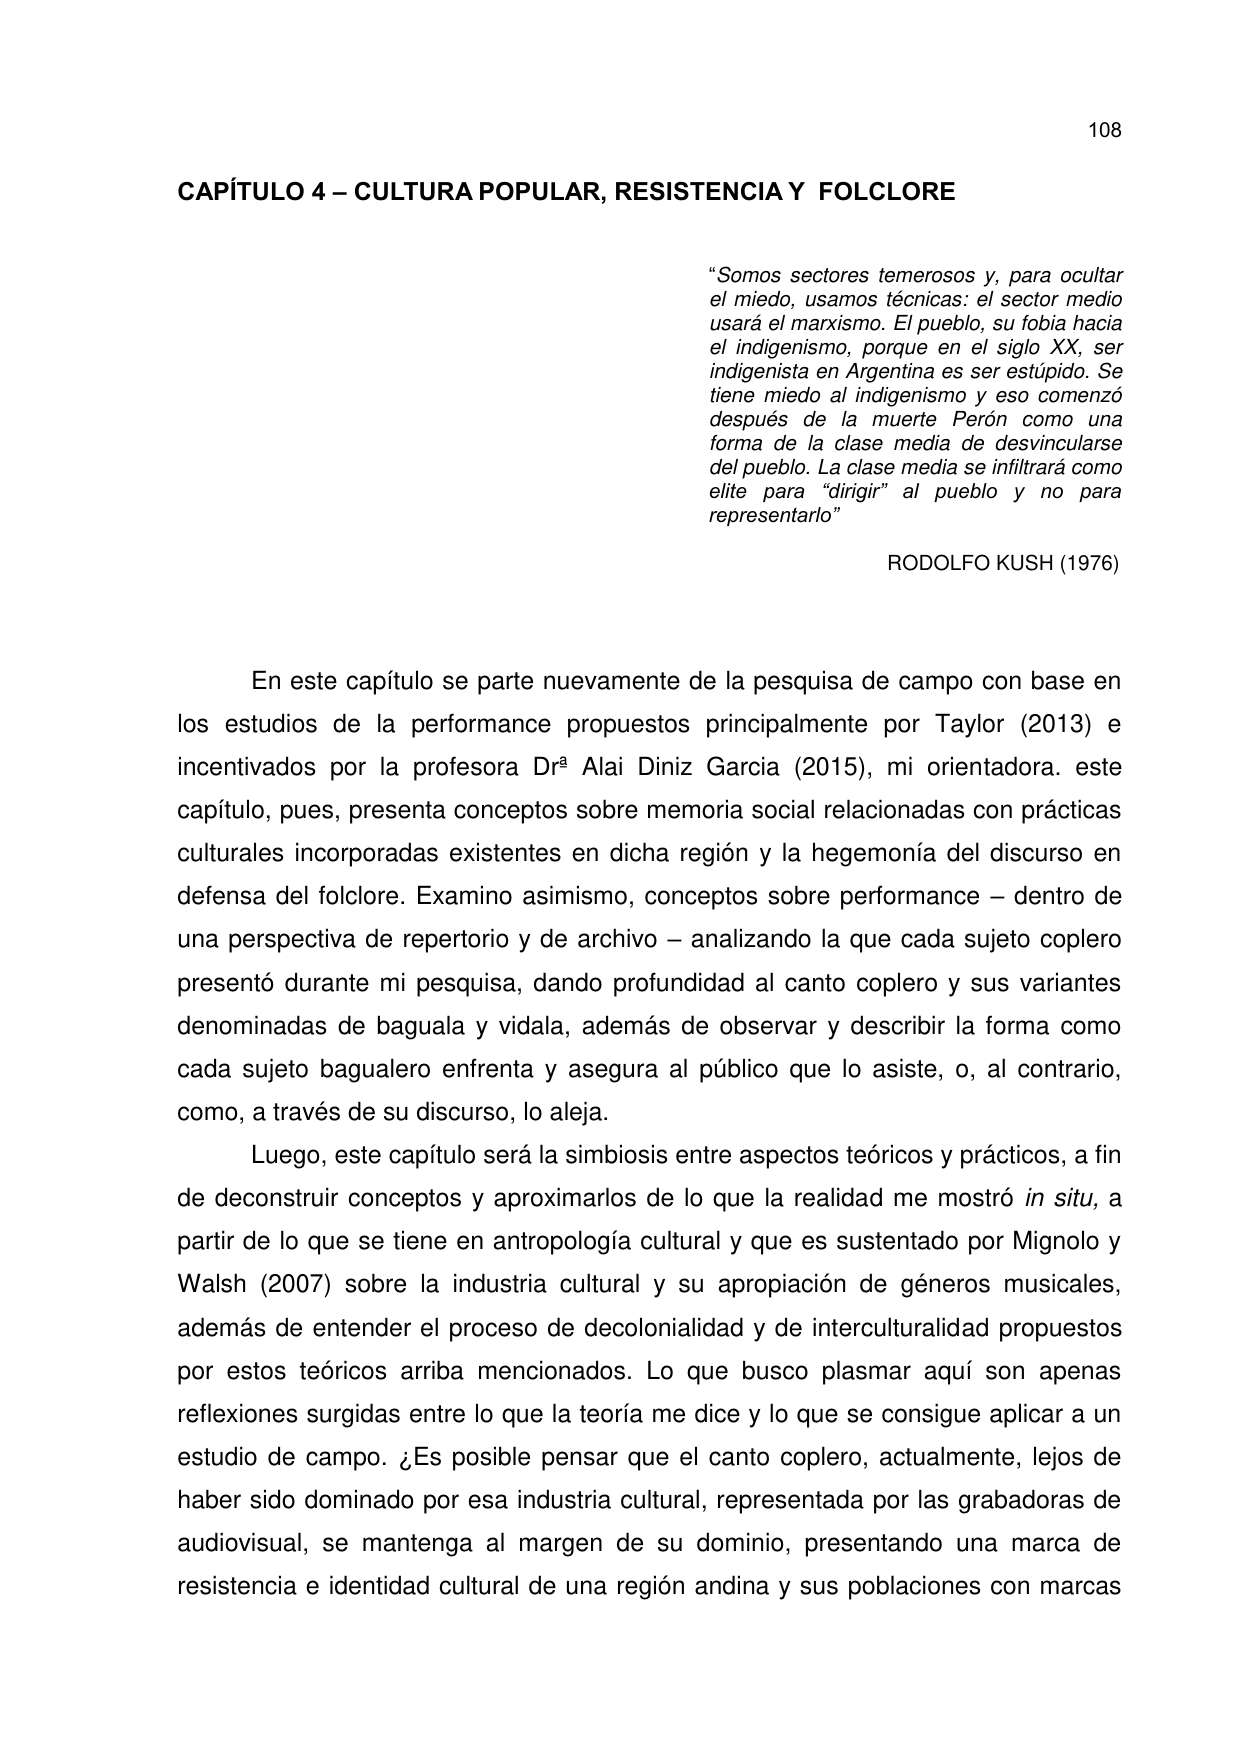 108
CAPÍTULO 4 – CULTURA POPULAR, RESISTENCIA Y FOLCLORE
“Somos sectores temerosos y, para ocultar
el miedo, usamos técnicas: el sector medio
usará el marxismo. El pueblo, su fobia hacia
el indigenismo, porque en el siglo XX, ser
indigenista en Argentina es ser estúpido. Se
tiene miedo al indigenismo y eso comenzó
después de la muerte Perón como una
forma de la clase media de desvincularse
del pueblo. La clase media se infiltrará como
elite para “dirigir” al pueblo y no para
representarlo”
RODOLFO KUSH (1976)
En este capítulo se parte nuevamente de la pesquisa de campo con base en
los estudios de la performance propuestos principalmente por Taylor (2013) e
incentivados por la profesora Drª Alai Diniz Garcia (2015), mi orientadora. este
capítulo, pues, presenta conceptos sobre memoria social relacionadas con prácticas
culturales incorporadas existentes en dicha región y la hegemonía del discurso en
defensa del folclore. Examino asimismo, conceptos sobre performance – dentro de
una perspectiva de repertorio y de archivo – analizando la que cada sujeto coplero
presentó durante mi pesquisa, dando profundidad al canto coplero y sus variantes
denominadas de baguala y vidala, además de observar y describir la forma como
cada sujeto bagualero enfrenta y asegura al público que lo asiste, o, al contrario,
como, a través de su discurso, lo aleja.
Luego, este capítulo será la simbiosis entre aspectos teóricos y prácticos, a fin
de deconstruir conceptos y aproximarlos de lo que la realidad me mostró in situ, a
partir de lo que se tiene en antropología cultural y que es sustentado por Mignolo y
Walsh (2007) sobre la industria cultural y su apropiación de géneros musicales,
además de entender el proceso de decolonialidad y de interculturalidad propuestos
por estos teóricos arriba mencionados. Lo que busco plasmar aquí son apenas
reflexiones surgidas entre lo que la teoría me dice y lo que se consigue aplicar a un
estudio de campo. ¿Es posible pensar que el canto coplero, actualmente, lejos de
haber sido dominado por esa industria cultural, representada por las grabadoras de
audiovisual, se mantenga al margen de su dominio, presentando una marca de
resistencia e identidad cultural de una región andina y sus poblaciones con marcas